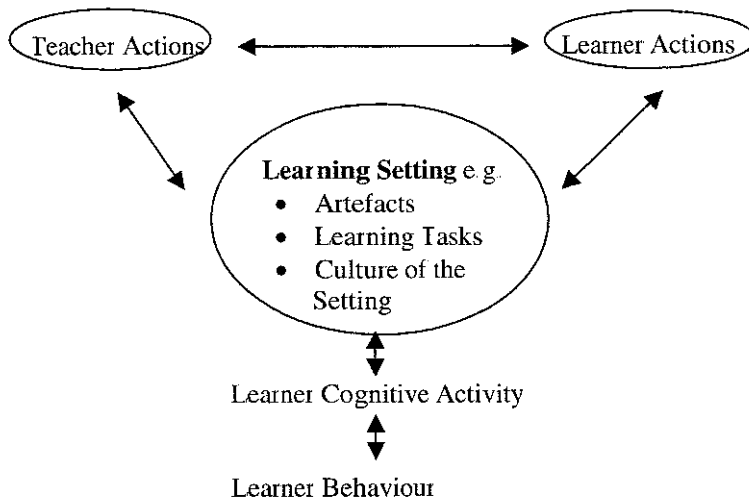 Teacher Actions
Learner Actions
Learning Setting e.g.
• Artefacts
• Learning Tasks
• Culture of the
Setting
Learner Cognitive Activity
Learner Behaviour